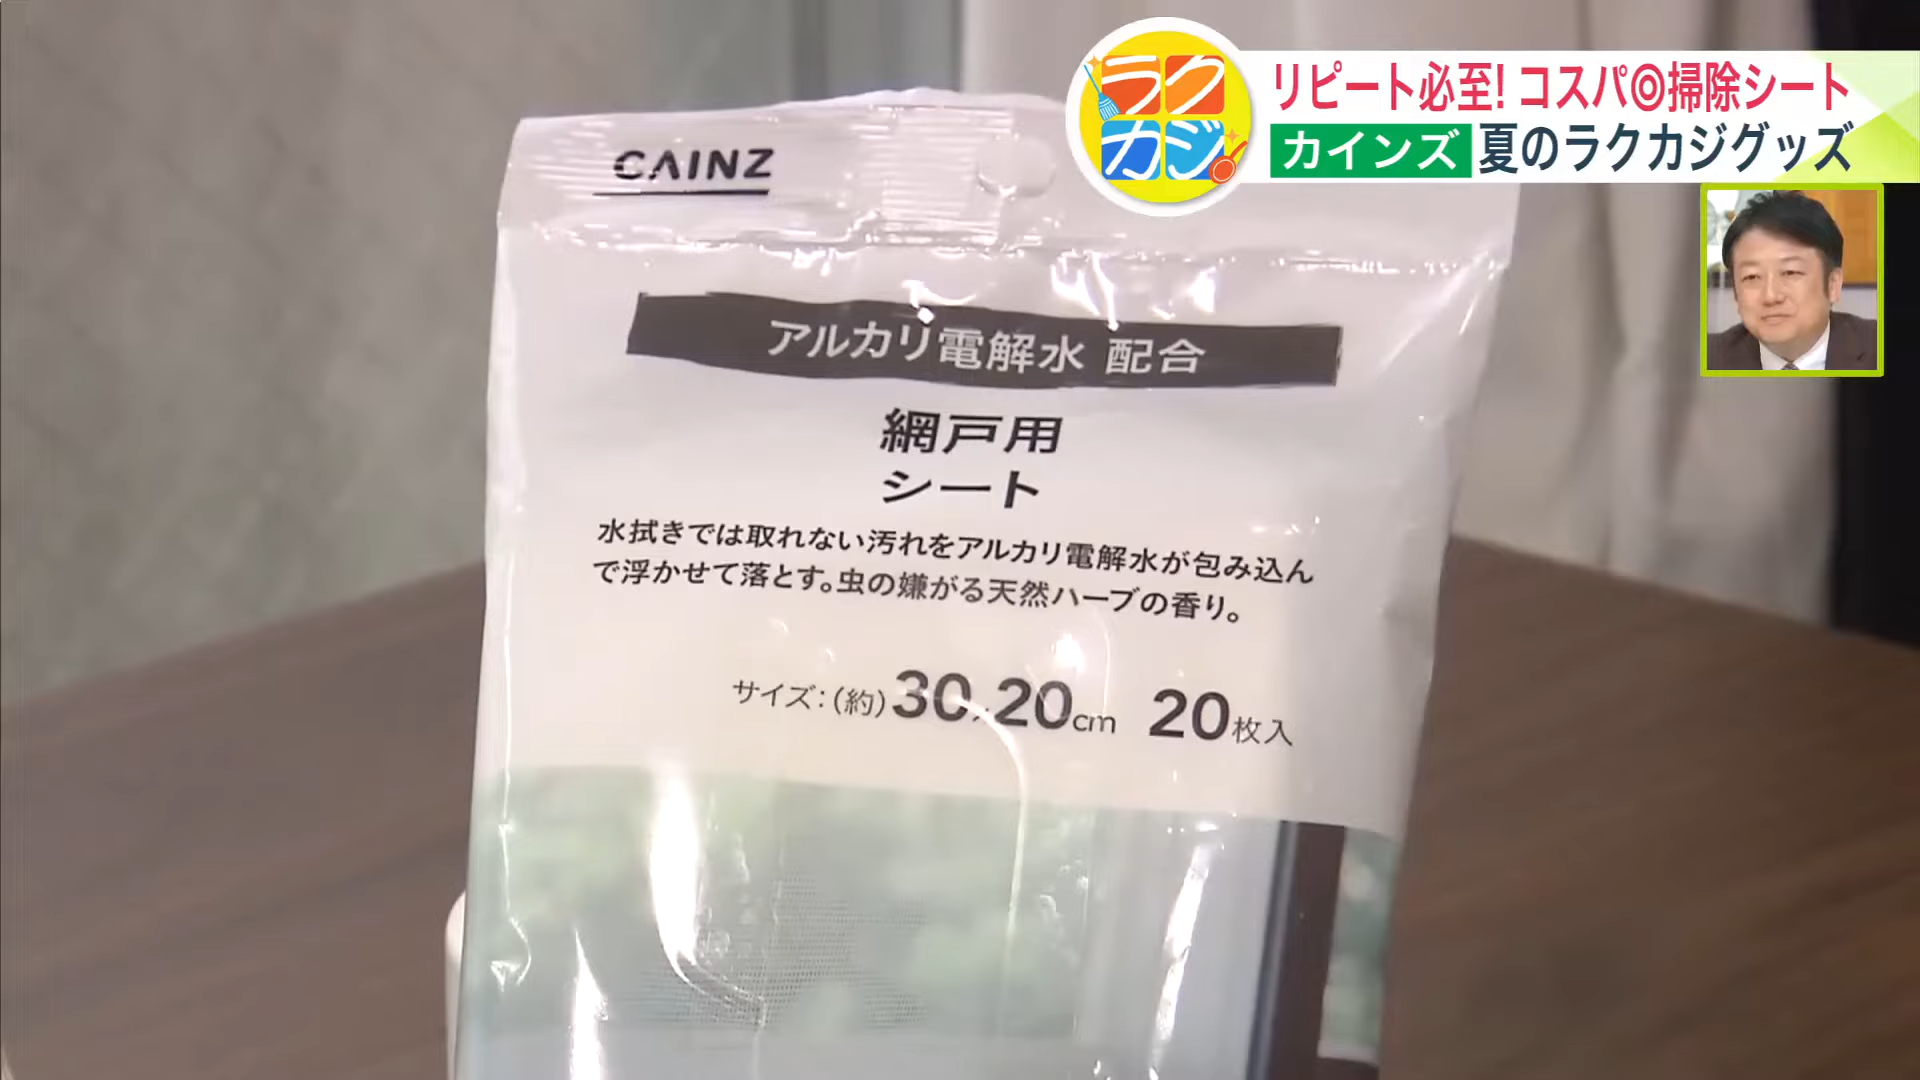 ラク
カジ
リピート必至! コスパ◎掃除シート
カインズ 夏のラクカジグッズ
CAINZ
アルカリ電解水 配合
網戸用
シート
水拭きでは取れない汚れをアルカリ電解水が包み込ん
で浮かせて落とす。虫の嫌がる天然ハーブの香り。
サイズ:(約)30×20cm 20枚入